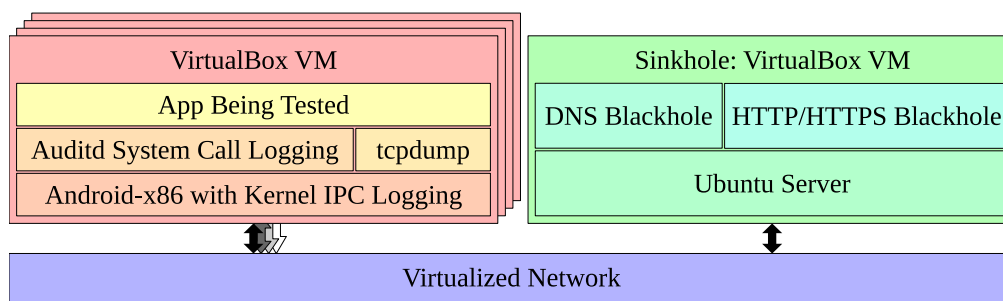 VirtualBox VM
App Being Tested
Auditd System Call Logging
tcpdump
Android-x86 with Kernel IPC Logging
Sinkhole: VirtualBox VM
DNS Blackhole
HTTP/HTTPS Blackhole
Ubuntu Server
Virtualized Network